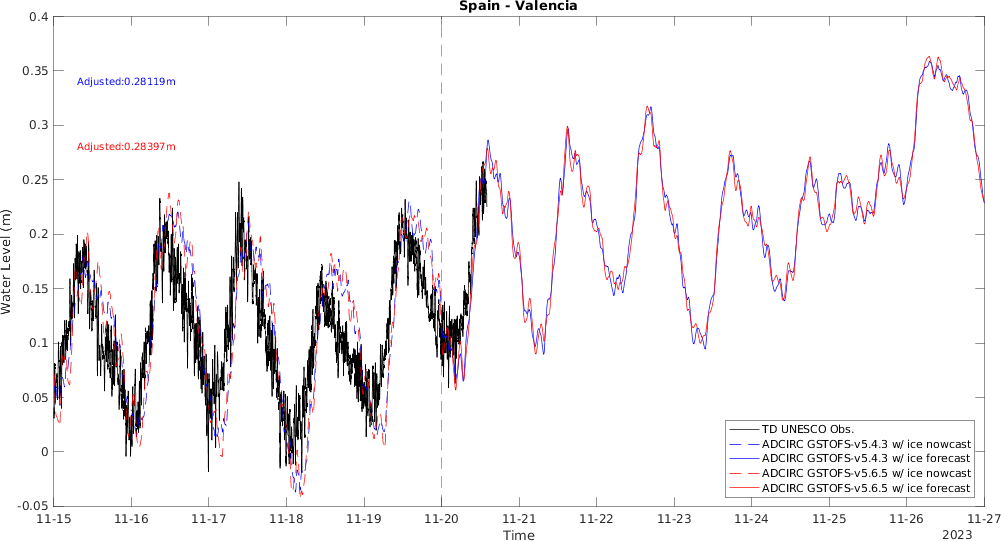 Spain - Valencia
0.4
0.35
0.3
0.25
0.2
0.15
0.1
0.05
0
-0.05
Water Level (m)
Adjusted:0.28119m
Adjusted:0.28397m
TD UNESCO Obs.
ADCIRC GSTOFS-v5.4.3 w/ ice nowcast
ADCIRC GSTOFS-v5.4.3 w/ ice forecast
ADCIRC GSTOFS-v5.6.5 w/ ice nowcast
ADCIRC GSTOFS-v5.6.5 w/ ice forecast
11-15 11-16 11-17 11-18 11-19 11-20 11-21 11-22 11-23 11-24 11-25 11-26 11-27
Time
2023